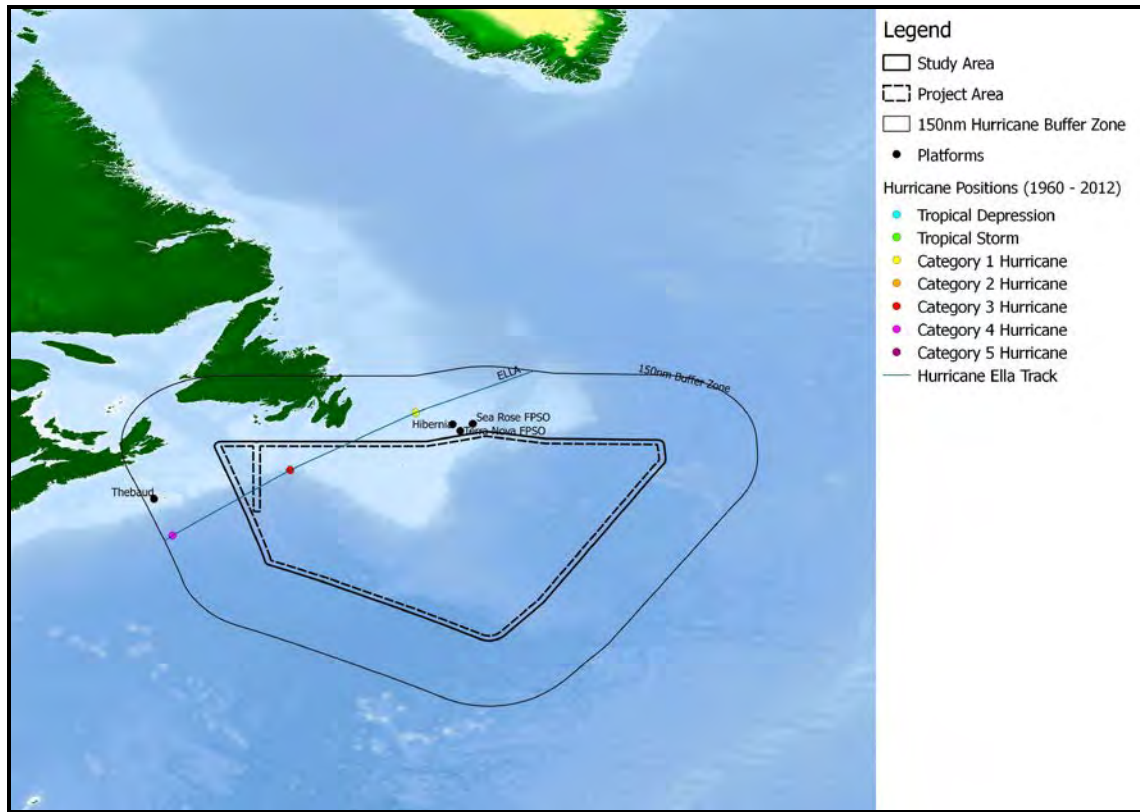 Legend
Study Area
Project Area
150nm Hurricane Buffer Zone
Platforms
Hurricane Positions (1960 - 2012)
Tropical Depression
Tropical Storm
Category 1 Hurricane
Category 2 Hurricane
Category 3 Hurricane
Category 4 Hurricane
Category 5 Hurricane
Hurricane Ella Track
ELLA
150nm Buffer Zone
Sea Rose FPSO
Hibernia
Terra Nova FPSO
Thebaud